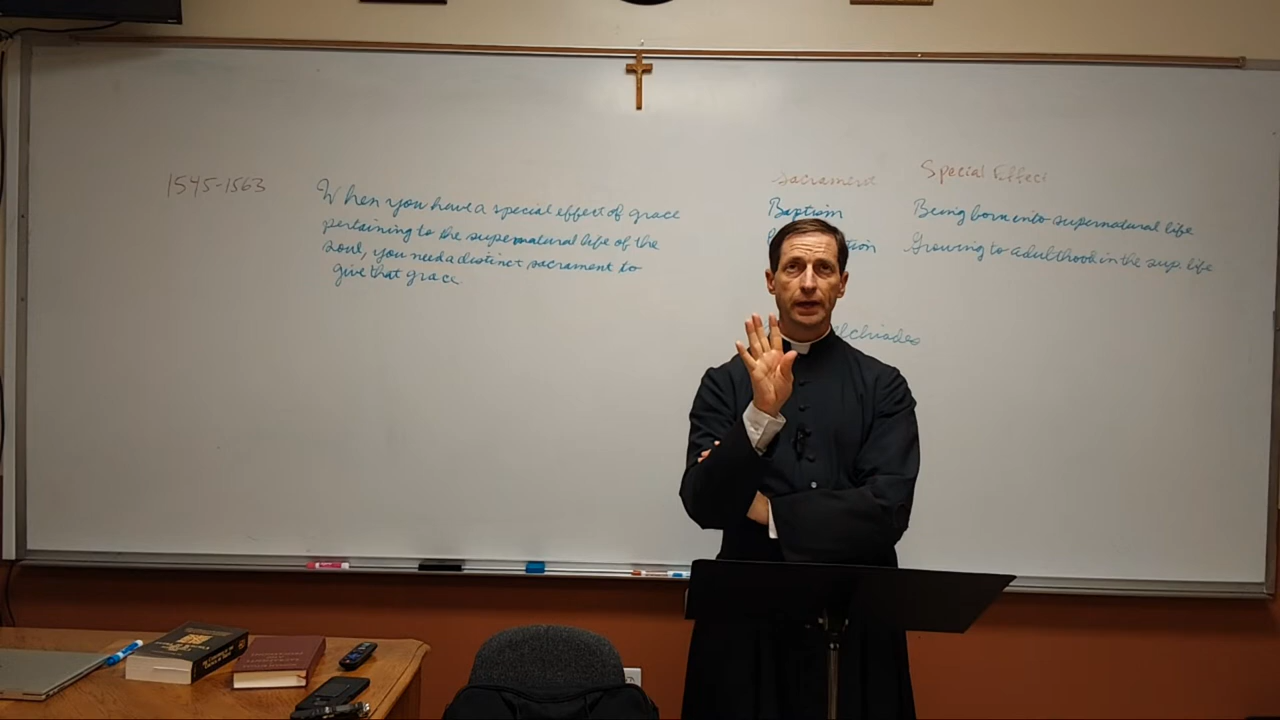 1545-1563
When you have a special effect of grace
pertaining to the supernatural life of the
soul, you need a distinct sacrament to
give that grace.
Sacrament Special Effect
Baptism Being born into supernatural life
Growing to adulthood in the sup. life